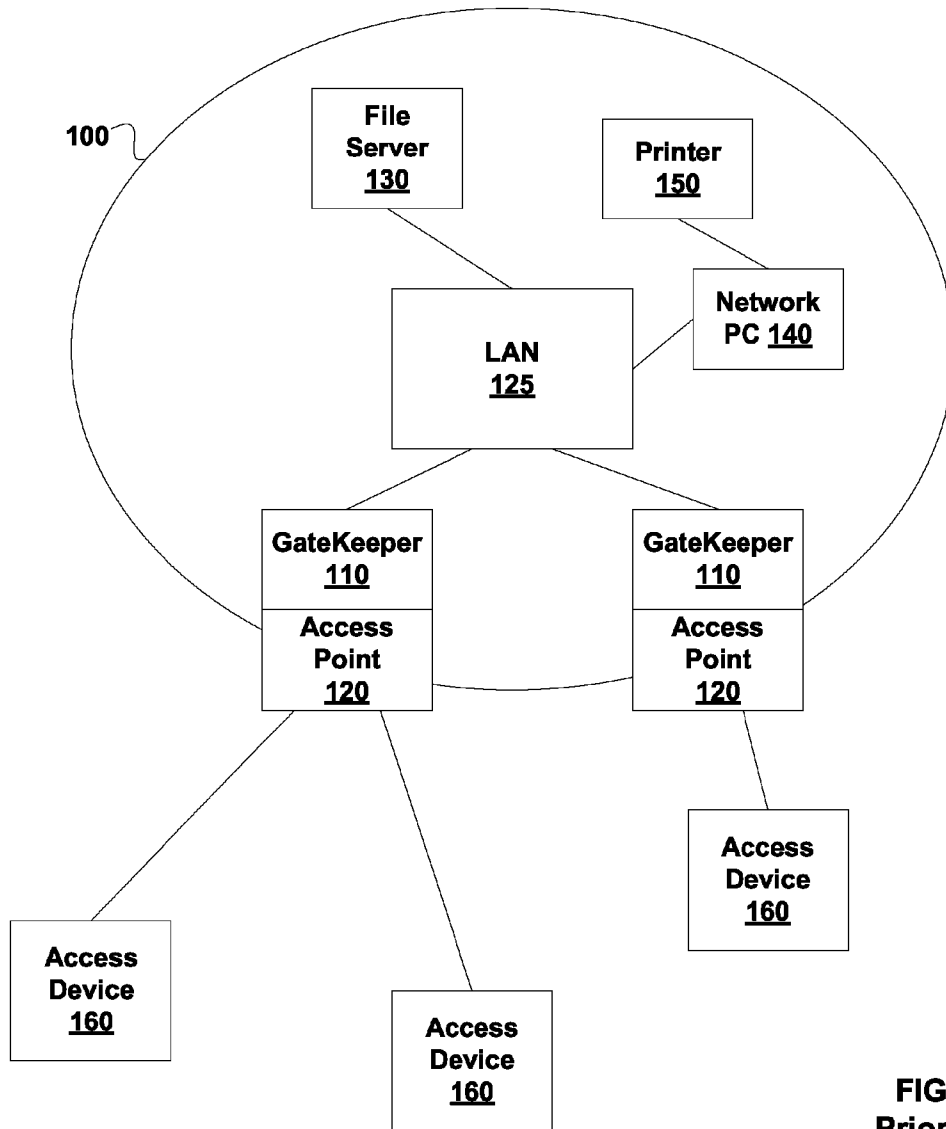 100
File
Server
130
Printer
150
Network
PC 140
LAN
125
GateKeeper
110
GateKeeper
110
Access
Point
120
Access
Point
120
Access
Device
160
Access
Device
160
Access
Device
160
FIG
Prior